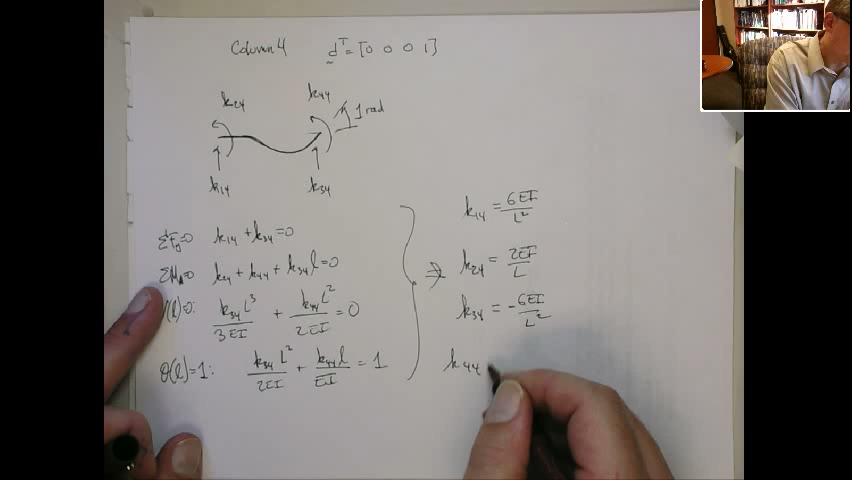 Column 4 d^T = [0 0 0 1]
k24 k44 1 rad
k14 k34
ΣFy=0 k14 + k34 = 0
k24 + k44 + k34 l = 0
(l)=0: k34 L^3 / 3EI + k44 L^2 / 2EI = 0
θ(l)=1: k34 L^2 / 2EI + k44 l / EI = 1
⇒
k14 = 6EI / L^2
k24 = 2EI / L
k34 = -6EI / L^2
k44